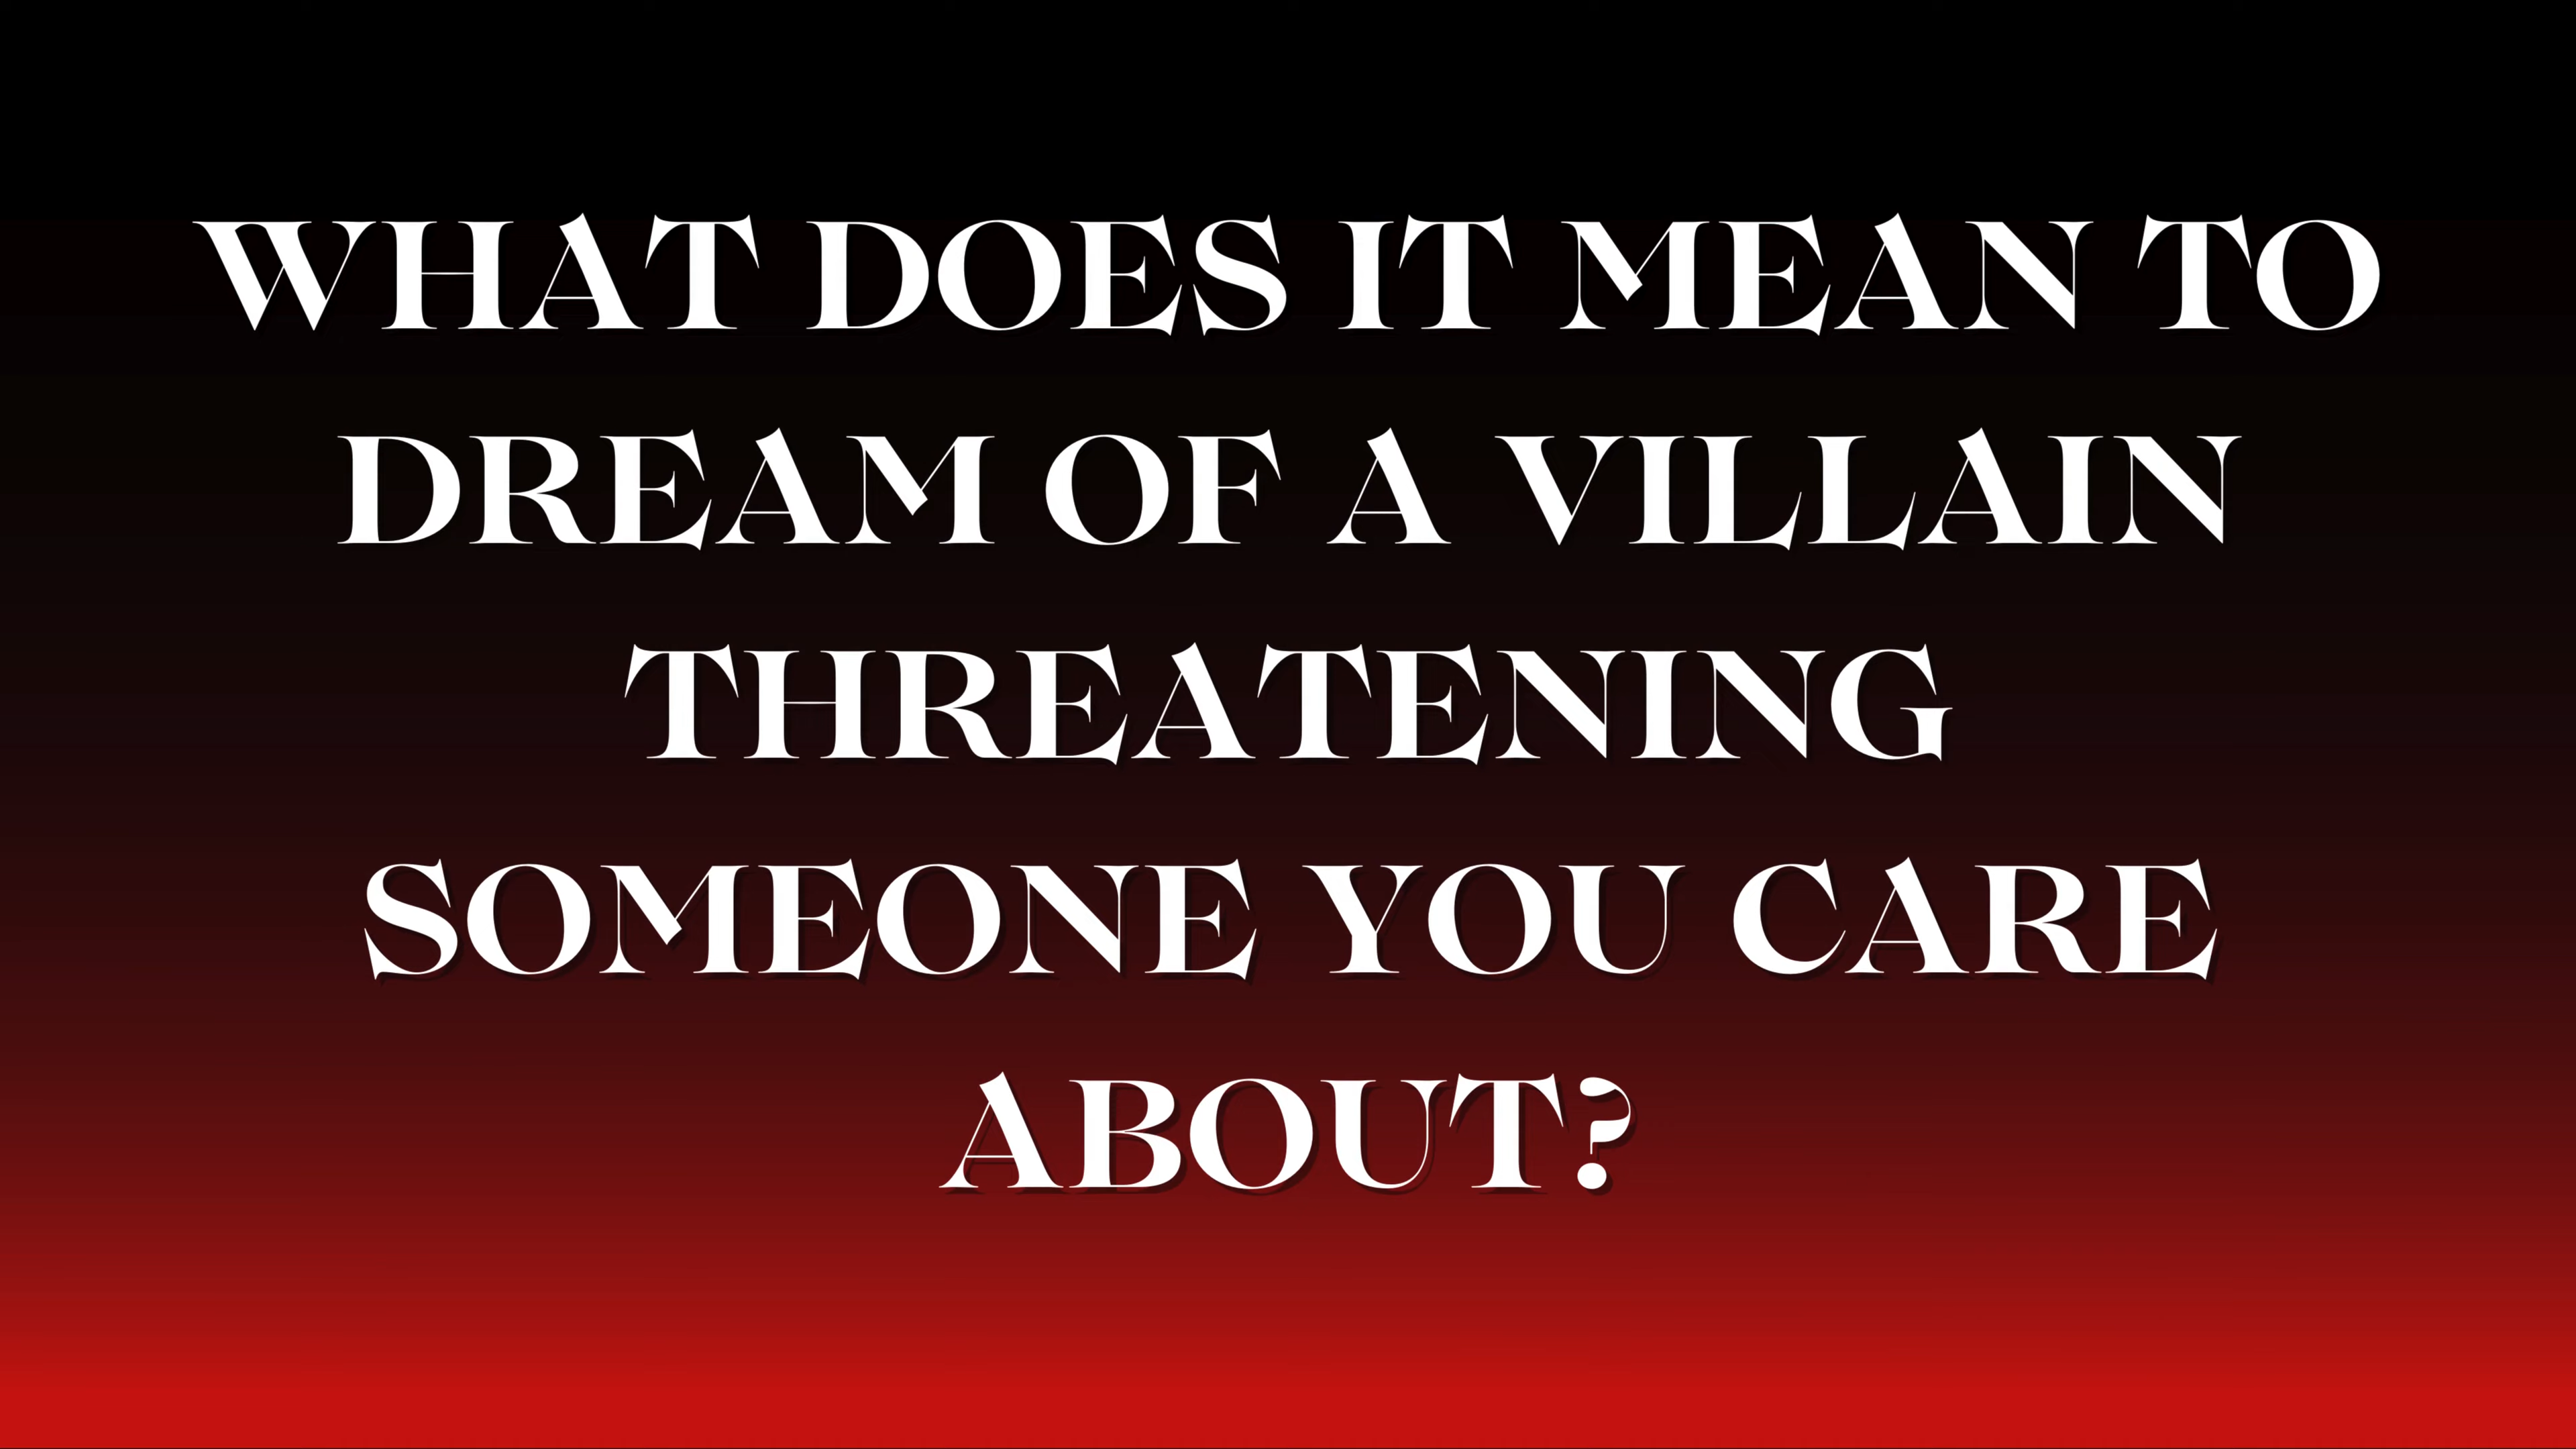 WHAT DOES IT MEAN TO
DREAM OF A VILLAIN
THREATENING
SOMEONE YOU CARE
ABOUT?